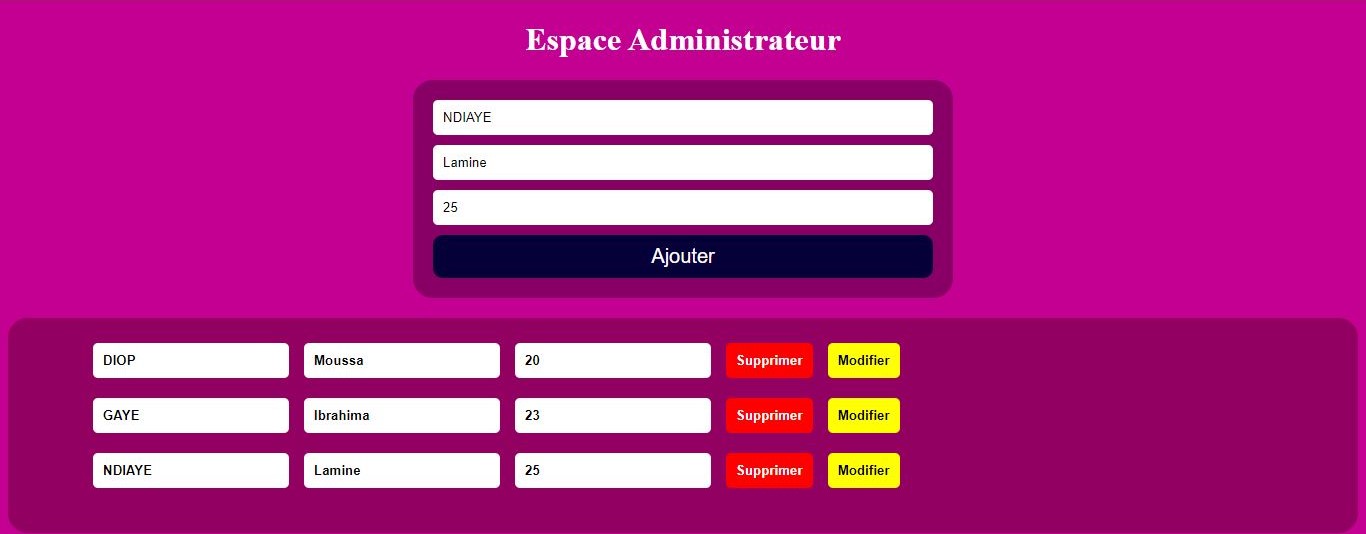 Espace Administrateur
NDIAYE
Lamine
25
Ajouter
DIOP Moussa 20 Supprimer Modifier
GAYE Ibrahima 23 Supprimer Modifier
NDIAYE Lamine 25 Supprimer Modifier